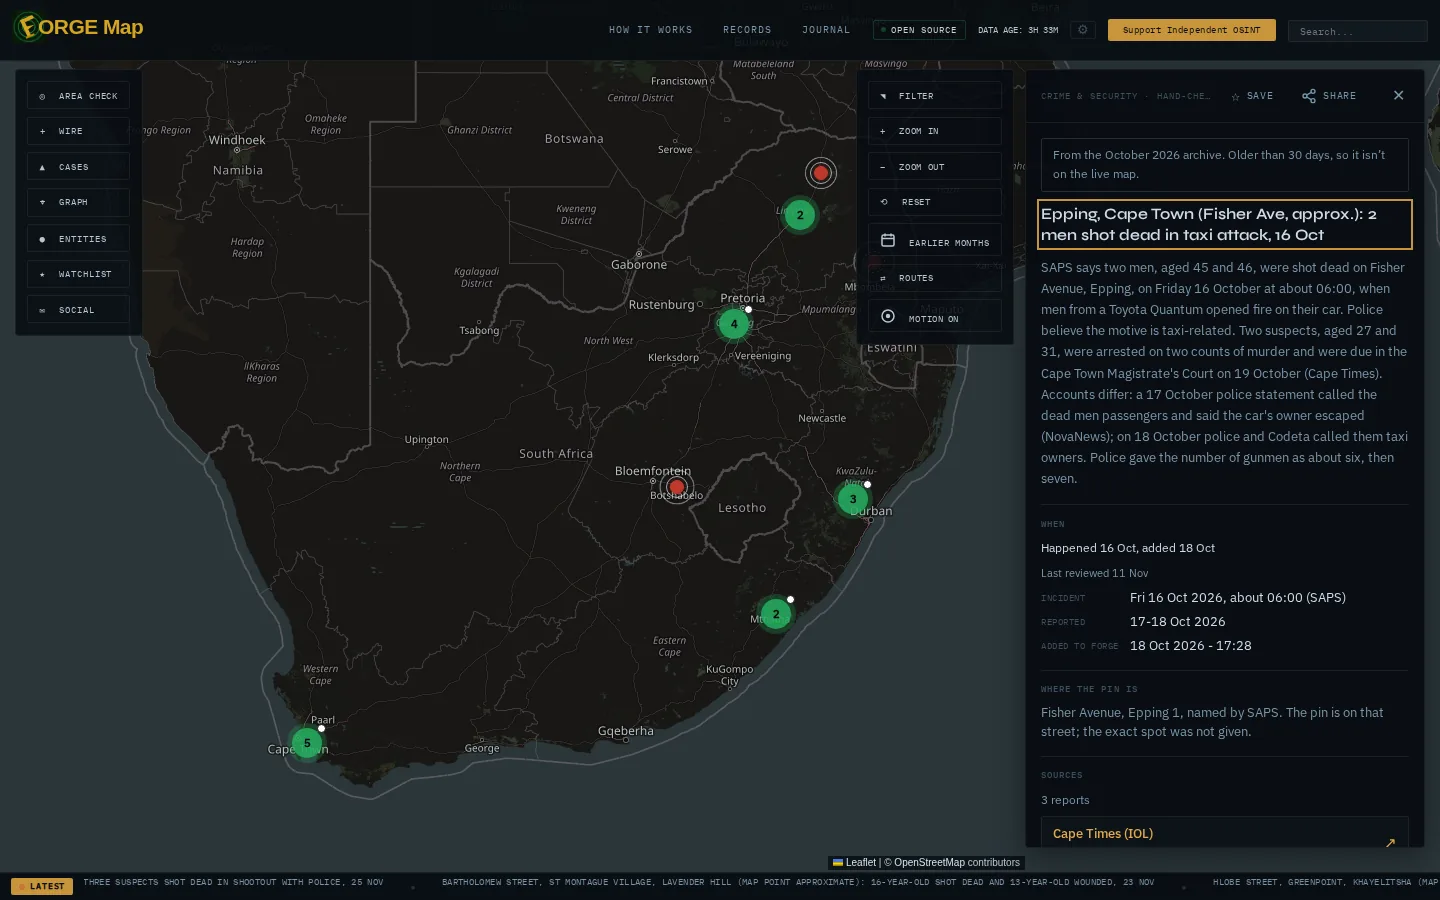 FORGE Map
HOW IT WORKS
RECORDS
JOURNAL
OPEN SOURCE
DATA AGE: 3H 33M
Support Independent OSINT
Search...
AREA CHECK
WIRE
CASES
GRAPH
ENTITIES
WATCHLIST
SOCIAL
FILTER
ZOOM IN
ZOOM OUT
RESET
EARLIER MONTHS
ROUTES
MOTION ON
Region
Francistown
Matabeleland
South
Masvingo
Central District
Omaheke
Region
Ghanzi District
Botswana
Windhoek
Namibia
Serowe
Kweneng
District
2
Hardap
Region
Kgalagadi
District
Gaborone
Rustenburg
Pretoria
4
Mpumalanga
Tsabong
North West
Klerksdorp
Vereeniging
Eswatini
ǁKharas
Region
Newcastle
Upington
South Africa
Northern
Cape
Bloemfontein
Botshabelo
Lesotho
KwaZulu-
3
Durban
2
Eastern
Cape
Western
Cape
KuGompo
City
Paarl
5
George
Gqeberha
Leaflet | © OpenStreetMap contributors
CRIME & SECURITY · HAND-CHE…
SAVE
SHARE
From the October 2026 archive. Older than 30 days, so it isn't
on the live map.
Epping, Cape Town (Fisher Ave, approx.): 2
men shot dead in taxi attack, 16 Oct
SAPS says two men, aged 45 and 46, were shot dead on Fisher
Avenue, Epping, on Friday 16 October at about 06:00, when
men from a Toyota Quantum opened fire on their car. Police
believe the motive is taxi-related. Two suspects, aged 27 and
31, were arrested on two counts of murder and were due in the
Cape Town Magistrate's Court on 19 October (Cape Times).
Accounts differ: a 17 October police statement called the
dead men passengers and said the car's owner escaped
(NovaNews); on 18 October police and Codeta called them taxi
owners. Police gave the number of gunmen as about six, then
seven.
WHEN
Happened 16 Oct, added 18 Oct
Last reviewed 11 Nov
INCIDENT Fri 16 Oct 2026, about 06:00 (SAPS)
REPORTED 17-18 Oct 2026
ADDED TO FORGE 18 Oct 2026 - 17:28
WHERE THE PIN IS
Fisher Avenue, Epping 1, named by SAPS. The pin is on that
street; the exact spot was not given.
SOURCES
3 reports
Cape Times (IOL)
LATEST
THREE SUSPECTS SHOT DEAD IN SHOOTOUT WITH POLICE, 25 NOV
BARTHOLOMEW STREET, ST MONTAGUE VILLAGE, LAVENDER HILL (MAP POINT APPROXIMATE): 16-YEAR-OLD SHOT DEAD AND 13-YEAR-OLD WOUNDED, 23 NOV
HLOBE STREET, GREENPOINT, KHAYELITSHA (MAP